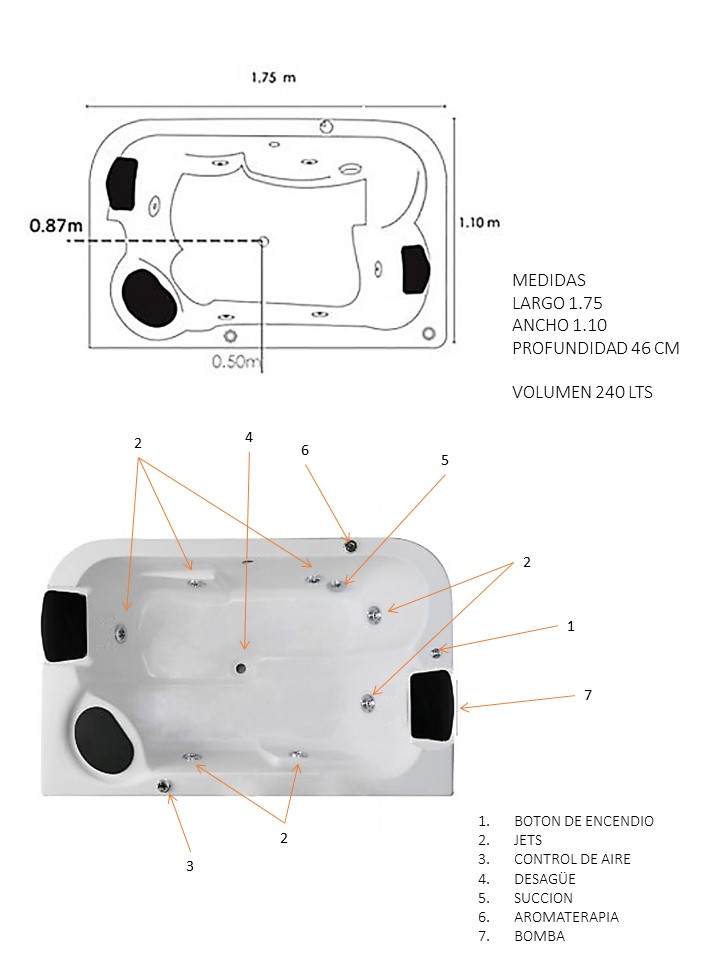 1.75 m
0.87m
1.10 m
0.50m
MEDIDAS
LARGO 1.75
ANCHO 1.10
PROFUNDIDAD 46 CM
VOLUMEN 240 LTS
2
4
6
5
2
1
7
2
3
1. BOTON DE ENCENDIO
2. JETS
3. CONTROL DE AIRE
4. DESAGÜE
5. SUCCION
6. AROMATERAPIA
7. BOMBA